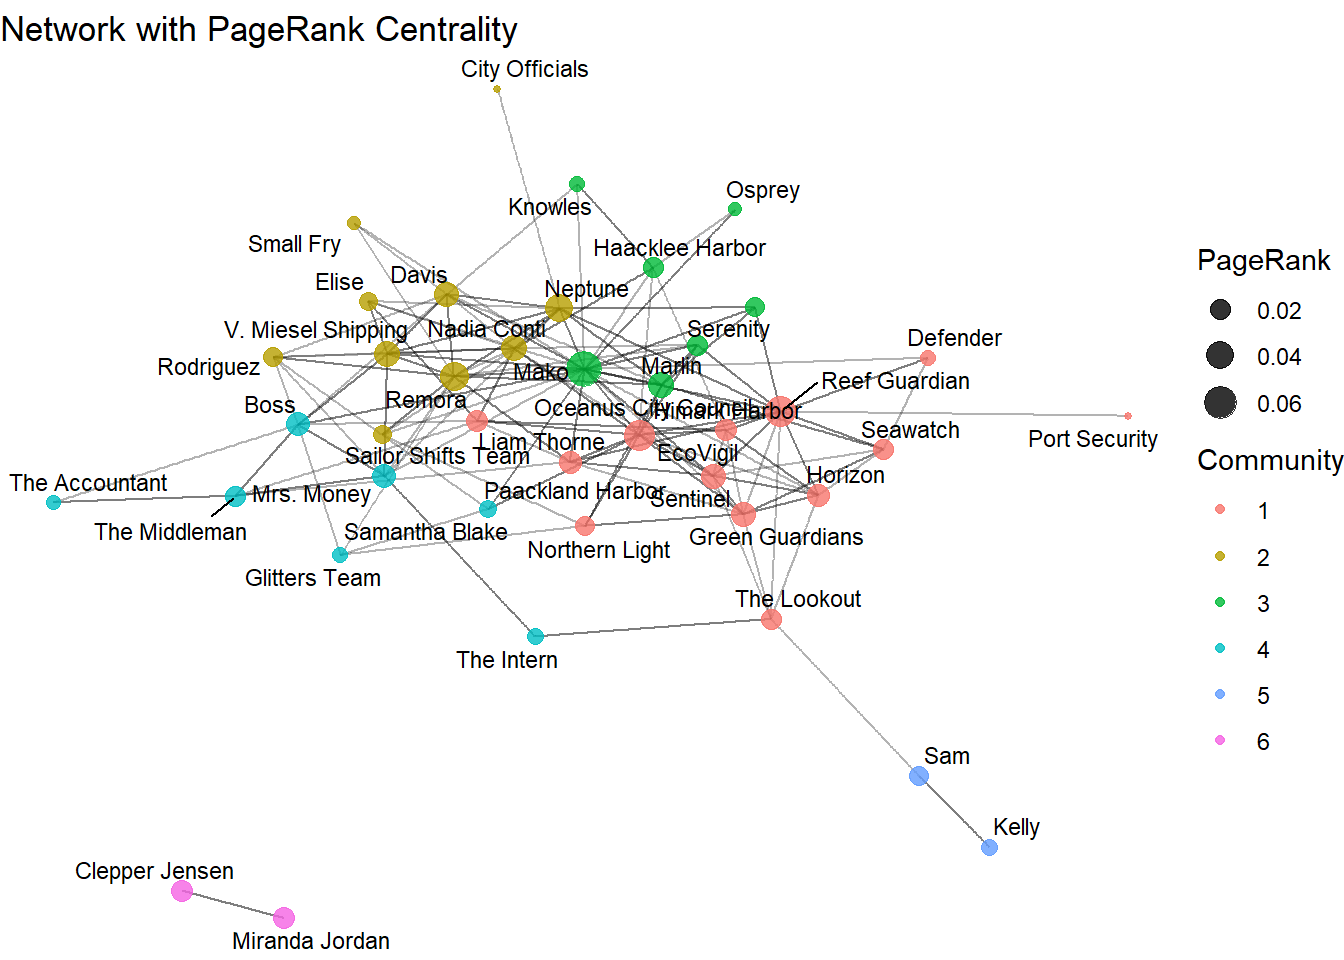 Network with PageRank Centrality
City Officials
Osprey
Knowles
Small Fry
Haacklee Harbor
Elise
Davis
Neptune
V. Miesel Shipping
Nadia Conti
Serenity
Defender
Rodriguez
Mako
Marlin
Reef Guardian
Remora
Boss
Oceanus City Council
Himark Harbor
Seawatch
Port Security
Liam Thorne
Sailor Shifts Team
EcoVigil
Horizon
The Accountant
Mrs. Money
Paackland Harbor
Sentinel
The Middleman
Samantha Blake
Northern Light
Green Guardians
Glitters Team
The Lookout
The Intern
Sam
Kelly
Clepper Jensen
Miranda Jordan
PageRank
0.02
0.04
0.06
Community
1
2
3
4
5
6